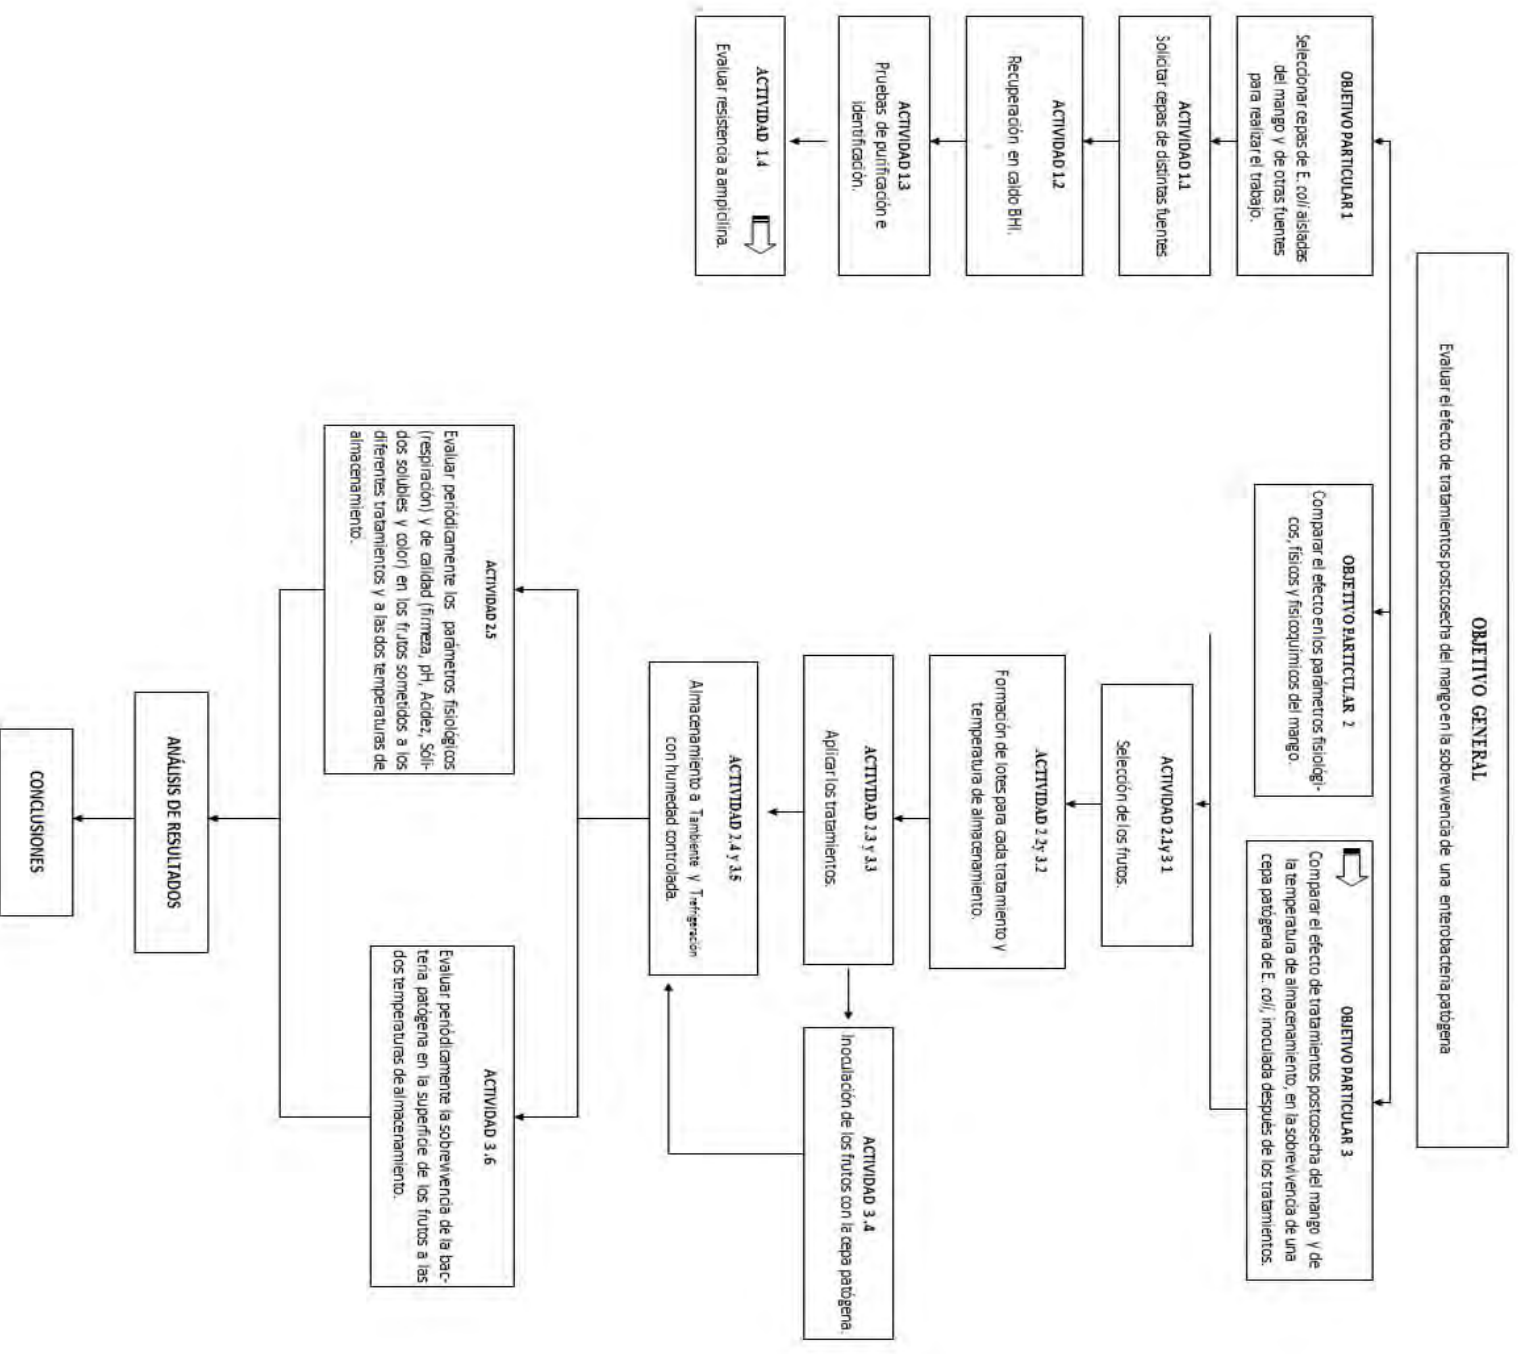 OBJETIVO GENERAL
Evaluar el efecto de tratamientos postcosecha del mango en la sobrevivencia de una enterobacteria patógena
OBJETIVO PARTICULAR 1
Seleccionar cepas de E. coli aisladas
del mango y de otras fuentes
para realizar el trabajo.
ACTIVIDAD 1.1
Solicitar cepas de distintas fuentes
ACTIVIDAD 1.2
Recuperación en caldo BHI.
ACTIVIDAD 1.3
Pruebas de purificación e
identificación.
ACTIVIDAD 1.4
Evaluar resistencia a ampicilina.
OBJETIVO PARTICULAR 2
Comparar el efecto en los parámetros fisiológi-
cos, físicos y fisicoquímicos del mango.
OBJETIVO PARTICULAR 3
Comparar el efecto de tratamientos postcosecha del mango y de
la temperatura de almacenamiento, en la sobrevivencia de una
cepa patógena de E. coli, inoculada después de los tratamientos.
ACTIVIDAD 2.1y 3 1
Selección de los frutos.
ACTIVIDAD 2 2y 3.2
Formación de lotes para cada tratamiento y
temperatura de almacenamiento.
ACTIVIDAD 2.3 y 3.3
Aplicar los tratamientos.
ACTIVIDAD 3.4
Inoculación de los frutos con la cepa patógena.
ACTIVIDAD 2.4 y 3.5
Almacenamiento a Tambiente y Trefrigeración
con humedad controlada.
ACTIVIDAD 2.5
Evaluar periódicamente los parámetros fisiológicos
(respiración) y de calidad (firmeza, pH, Acidez, Sóli-
dos solubles y color) en los frutos sometidos a los
diferentes tratamientos y a las dos temperaturas de
almacenamiento.
ACTIVIDAD 3.6
Evaluar periódicamente la sobrevivencia de la bac-
teria patógena en la superficie de los frutos a las
dos temperaturas de almacenamiento.
ANÁLISIS DE RESULTADOS
CONCLUSIONES